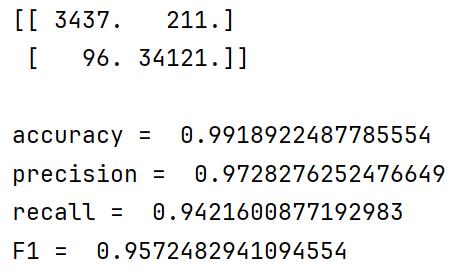 [[ 3437.   211.]
 [   96. 34121.]]
accuracy =  0.9918922487785554
precision =  0.9728276252476649
recall =  0.9421600877192983
F1 =  0.9572482941094554